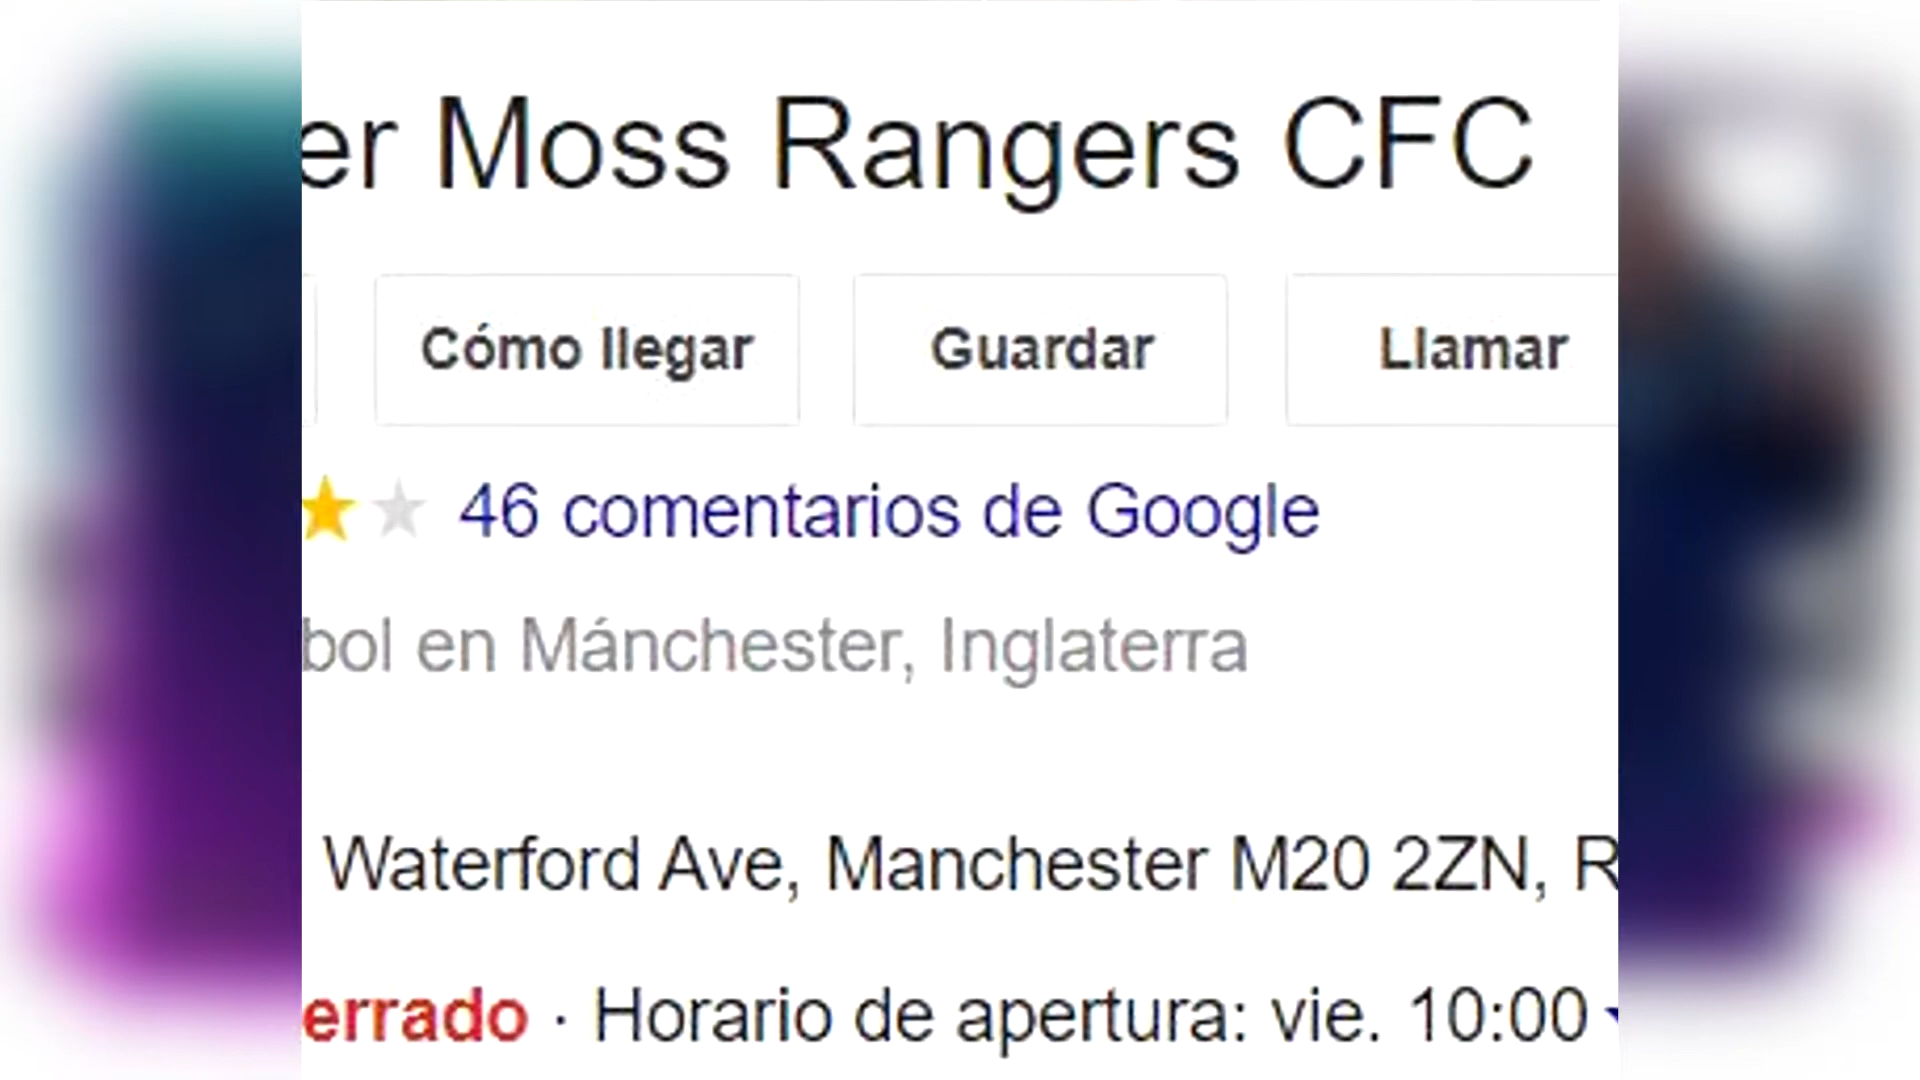 er Moss Rangers CFC
Cómo llegar Guardar Llamar
46 comentarios de Google
bol en Mánchester, Inglaterra
Waterford Ave, Manchester M20 2ZN, R
errado · Horario de apertura: vie. 10:00